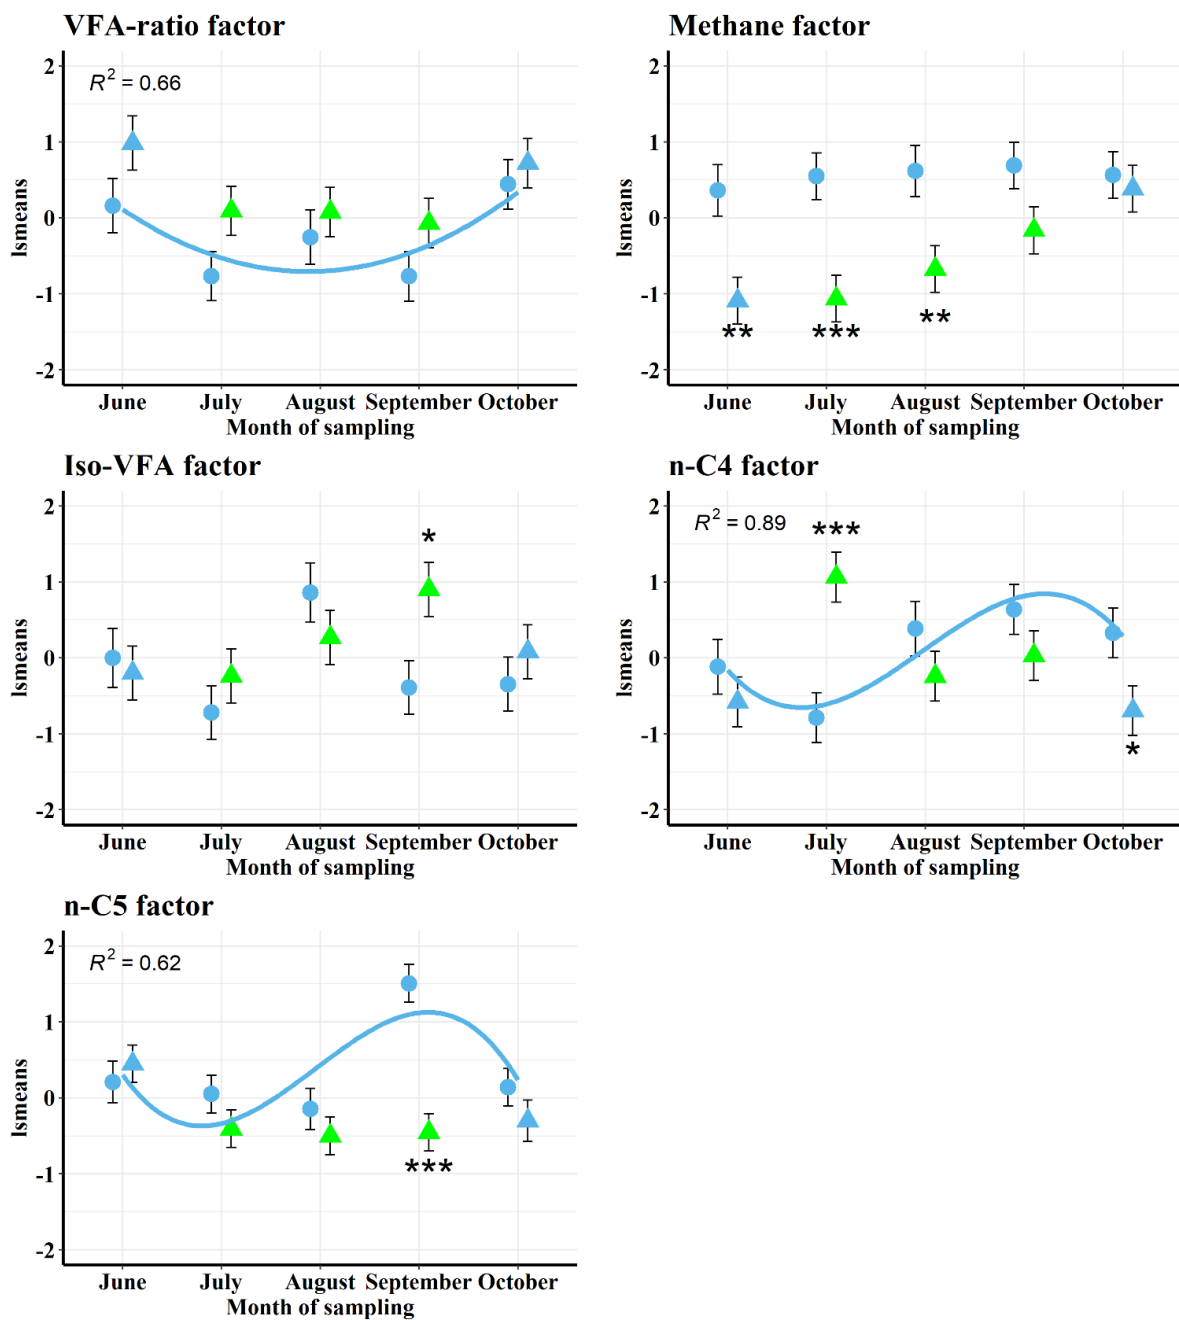 VFA-ratio factor
R² = 0.66
2
1
0
-1
-2
lsmeans
June July August September October
Month of sampling
Methane factor
2
1
0
-1
-2
lsmeans
** *** **
June July August September October
Month of sampling
Iso-VFA factor
2
1
0
-1
-2
lsmeans
*
June July August September October
Month of sampling
n-C4 factor
R² = 0.89
***
2
1
0
-1
-2
lsmeans
*
June July August September October
Month of sampling
n-C5 factor
R² = 0.62
2
1
0
-1
-2
lsmeans
***
June July August September October
Month of sampling